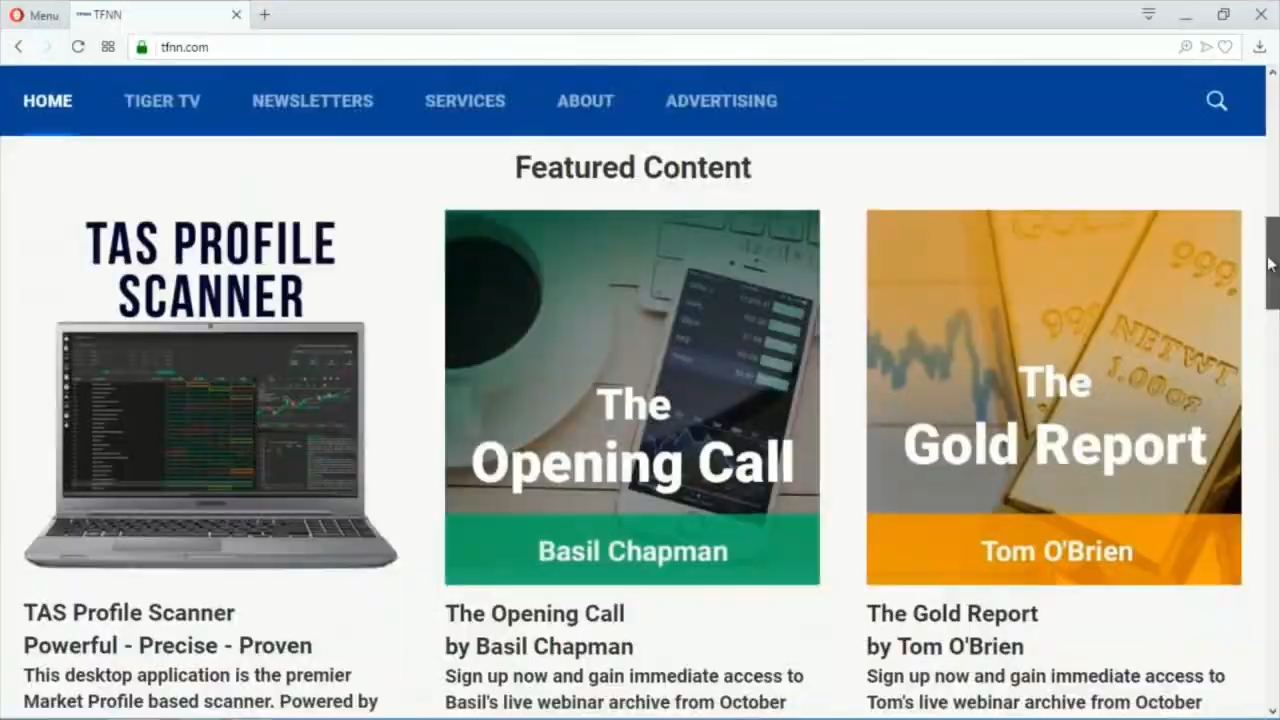 Menu
TFNN
tfnn.com
HOME
TIGER TV
NEWSLETTERS
SERVICES
ABOUT
ADVERTISING
Featured Content
TAS PROFILE
SCANNER
The
Opening Call
Basil Chapman
999.
NETWT
1.00oz
The
Gold Report
Tom O'Brien
TAS Profile Scanner
Powerful - Precise - Proven
This desktop application is the premier
Market Profile based scanner. Powered by
The Opening Call
by Basil Chapman
Sign up now and gain immediate access to
Basil's live webinar archive from October
The Gold Report
by Tom O'Brien
Sign up now and gain immediate access to
Tom's live webinar archive from October